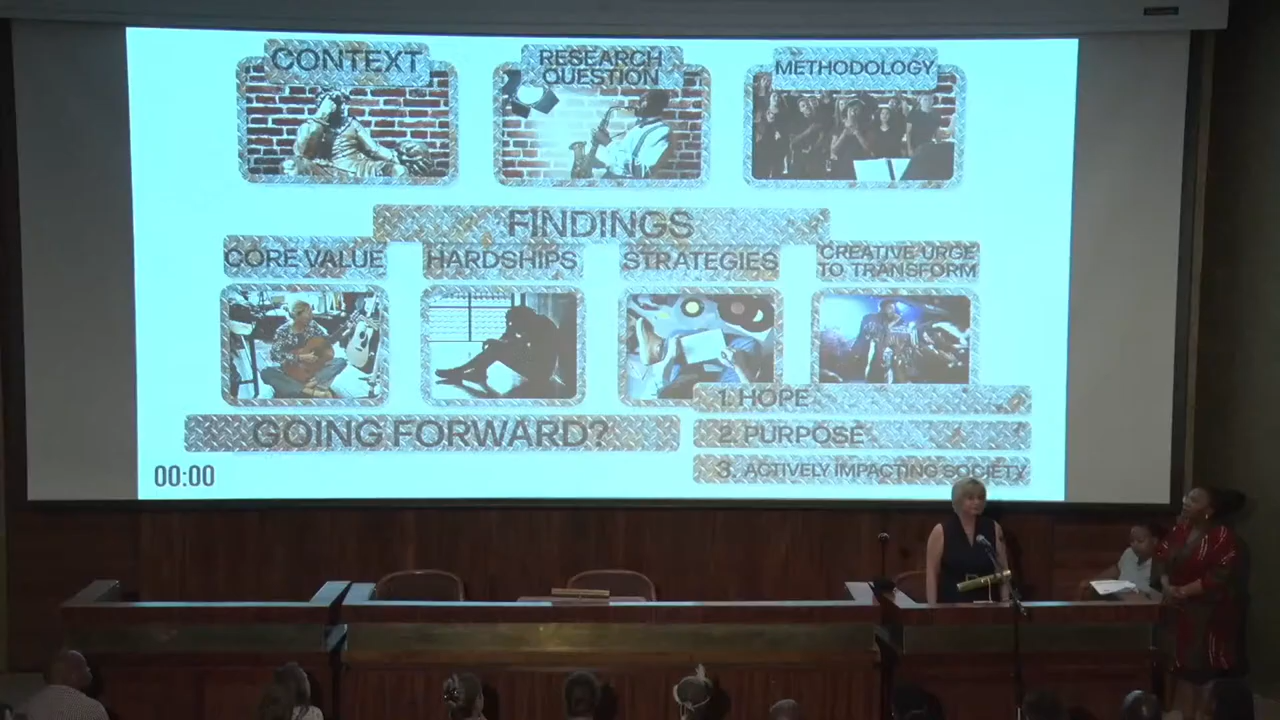 CONTEXT
RESEARCH
QUESTION
METHODOLOGY
FINDINGS
CORE VALUE
HARDSHIPS
STRATEGIES
CREATIVE URGE
TO TRANSFORM
1. HOPE
GOING FORWARD?
2. PURPOSE
3. ACTIVELY IMPACTING SOCIETY
00:00